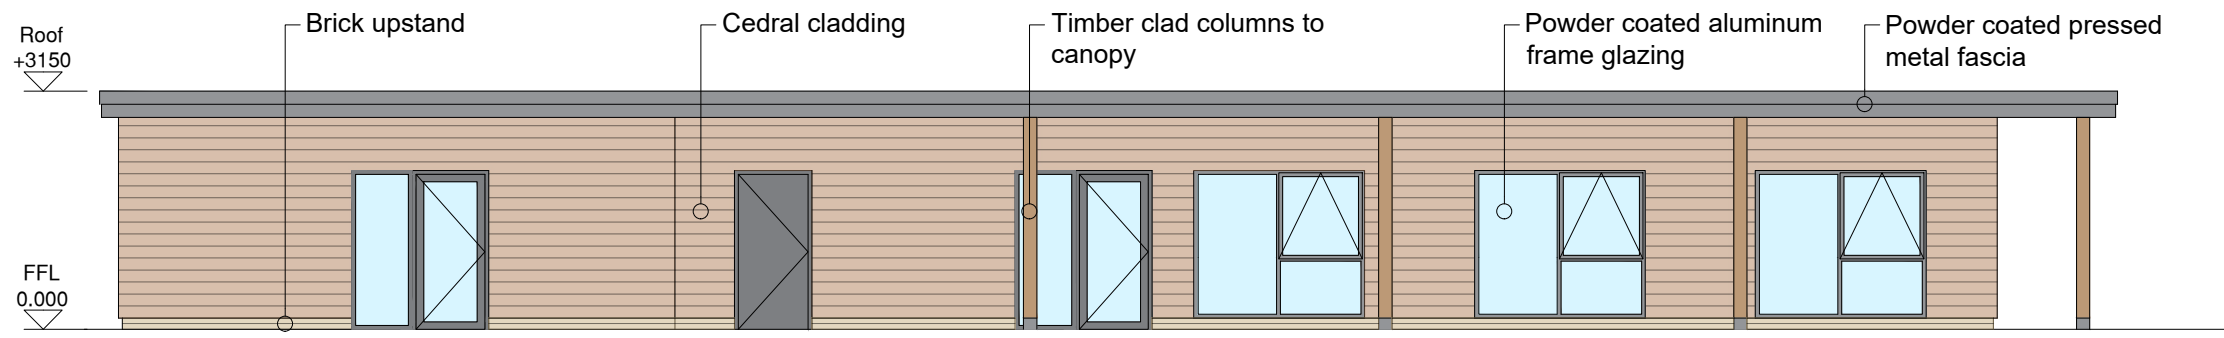 Brick upstand
Cedral cladding
Timber clad columns to
canopy
Powder coated aluminum
frame glazing
Powder coated pressed
metal fascia
Roof
+3150
FFL
0.000